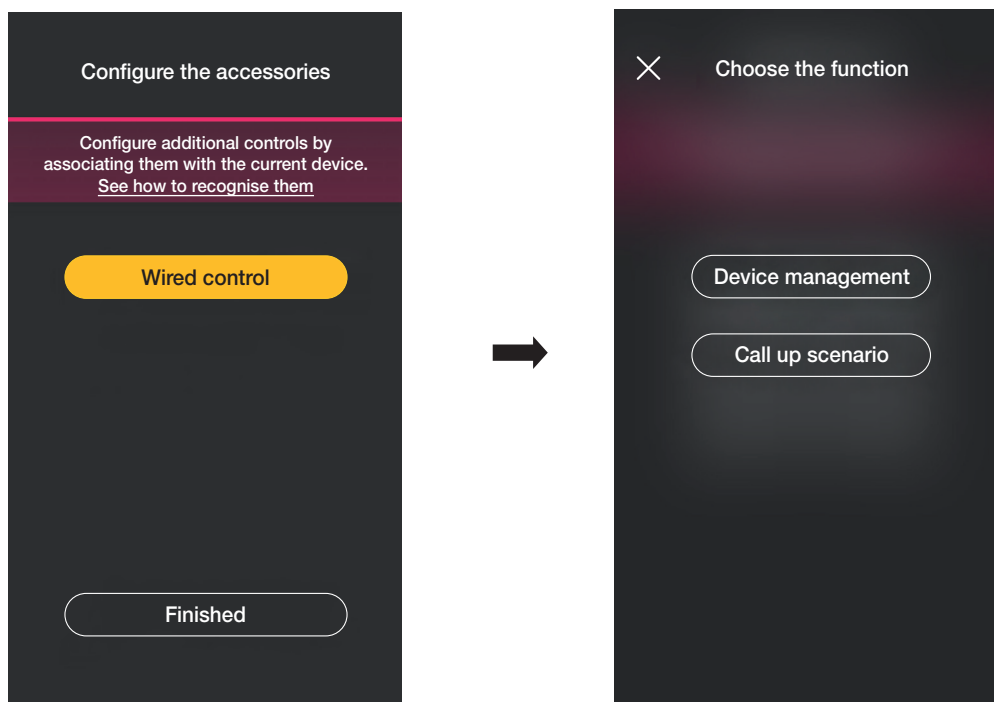 Configure the accessories
Configure additional controls by
associating them with the current device.
See how to recognise them
Wired control
Finished
Choose the function
Device management
Call up scenario